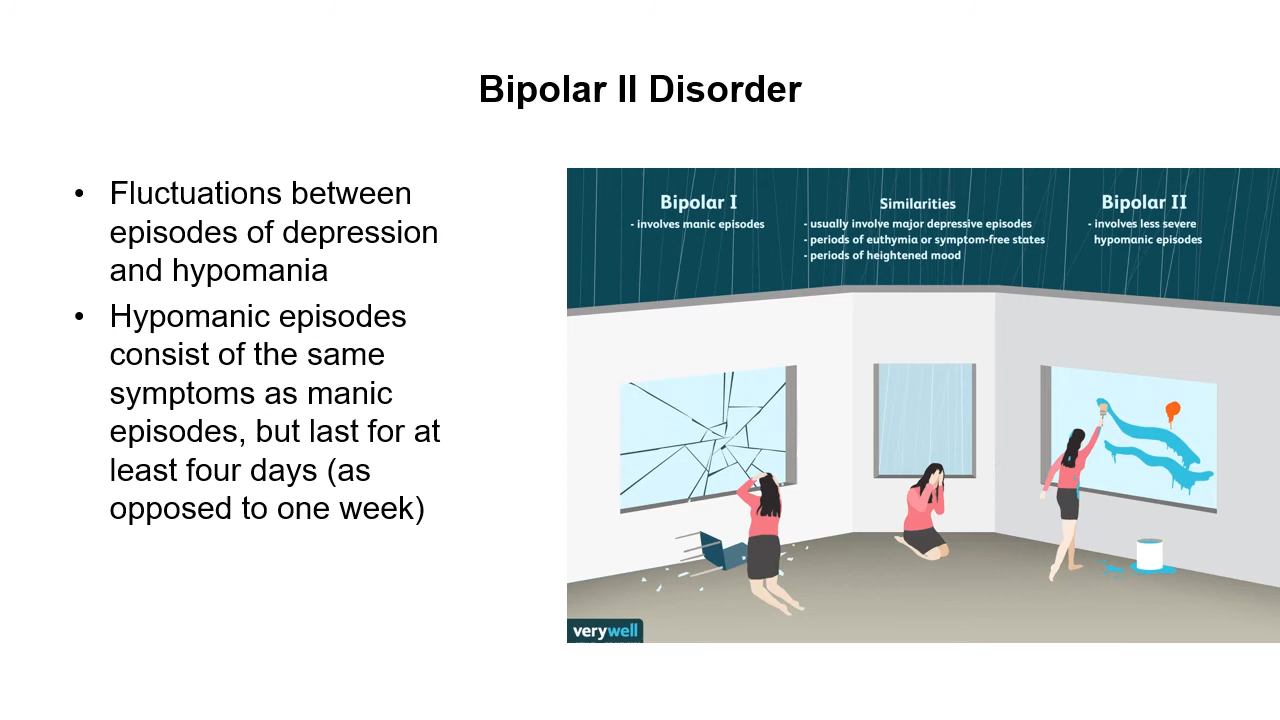 Bipolar II Disorder
• Fluctuations between
episodes of depression
and hypomania
• Hypomanic episodes
consist of the same
symptoms as manic
episodes, but last for at
least four days (as
opposed to one week)
Bipolar I
- involves manic episodes
Similarities
- usually involve major depressive episodes
- periods of euthymia or symptom-free states
- periods of heightened mood
Bipolar II
- involves less severe
hypomanic episodes
verywell